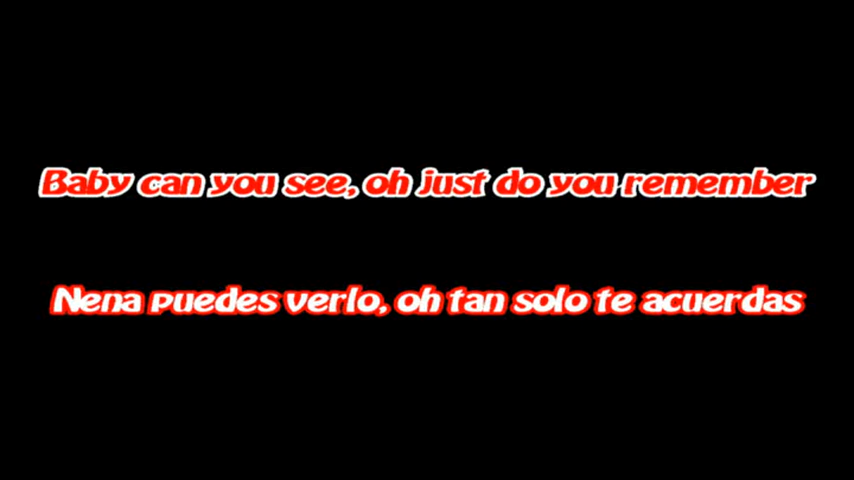 Baby can you see, oh just do you remember
Nena puedes verlo, oh tan solo te acuerdas